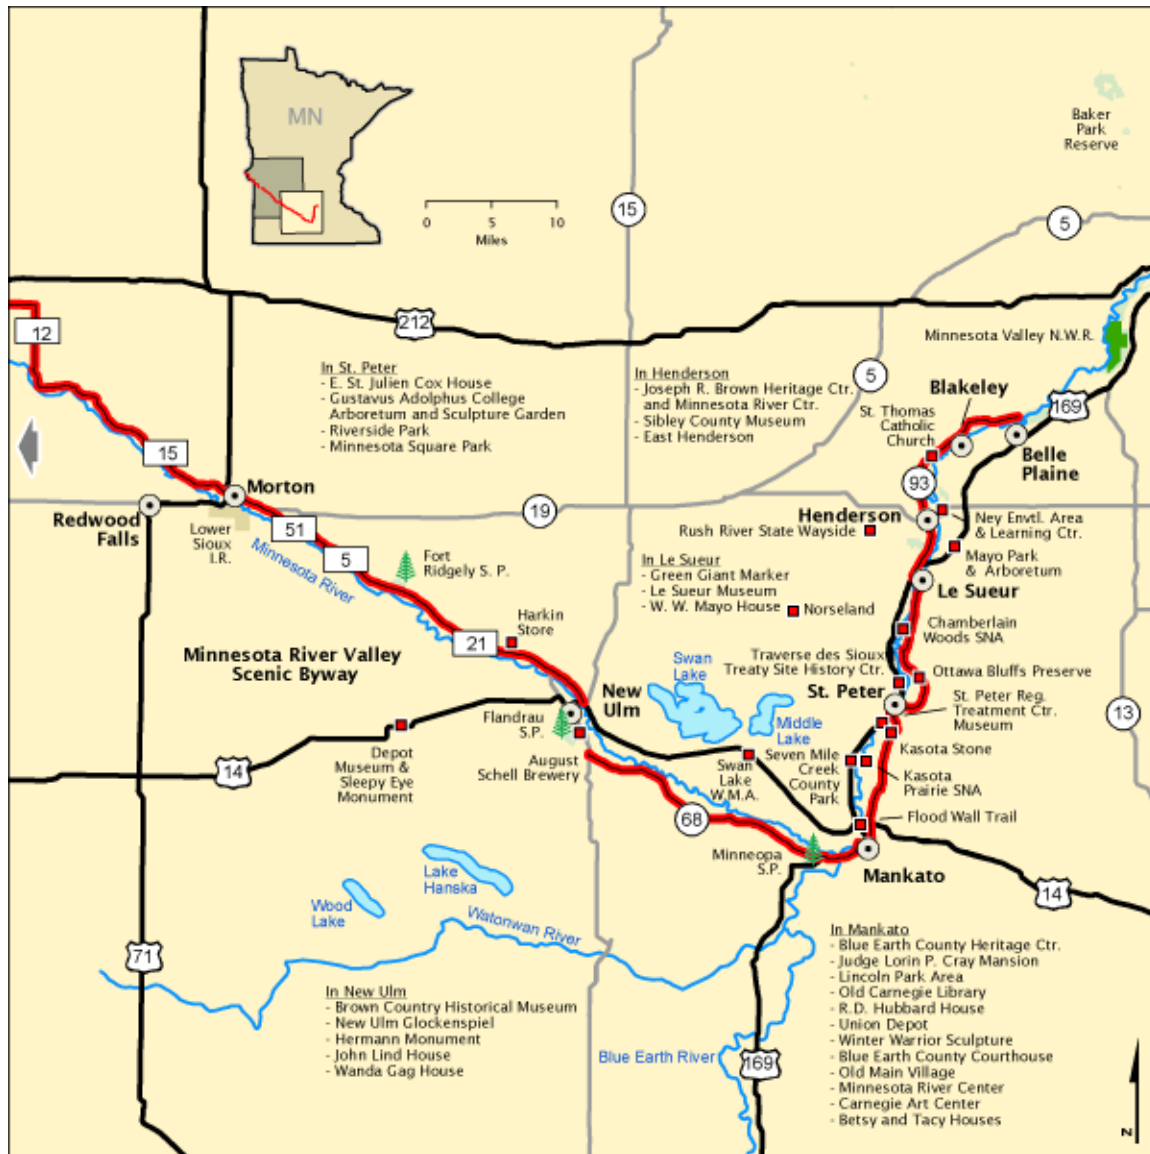 MN
Baker
Park
Reserve
15
5
0 5 10
Miles
12
212
Minnesota Valley N.W.R.
In St. Peter
- E. St. Julien Cox House
- Gustavus Adolphus College
Arboretum and Sculpture Garden
- Riverside Park
- Minnesota Square Park
In Henderson
- Joseph R. Brown Heritage Ctr.
and Minnesota River Ctr.
- Sibley County Museum
- East Henderson
5
Blakeley
169
St. Thomas
Catholic
Church
Belle
Plaine
15
93
Morton
Redwood
Falls
Lower
Sioux
I.R.
51
19
Henderson
Rush River State Wayside
Ney Envtl. Area
& Learning Ctr.
Mayo Park
& Arboretum
Minnesota River
5
Fort
Ridgely S. P.
In Le Sueur
- Green Giant Marker
- Le Sueur Museum
- W. W. Mayo House
Norseland
Le Sueur
Harkin
Store
21
Chamberlain
Woods SNA
Minnesota River Valley
Scenic Byway
Swan
Lake
Traverse des Sioux
Treaty Site History Ctr.
Ottawa Bluffs Preserve
New
Ulm
St. Peter
St. Peter Reg.
Treatment Ctr.
Museum
13
Flandrau
S.P.
Middle
Lake
Kasota Stone
Depot
Museum &
Sleepy Eye
Monument
14
August
Schell Brewery
Swan
Lake
W.M.A.
Seven Mile
Creek
County
Park
Kasota
Prairie SNA
68
Flood Wall Trail
Minneopa
S.P.
Mankato
14
Lake
Hanska
Wood
Lake
Watonwan River
71
In New Ulm
- Brown Country Historical Museum
- New Ulm Glockenspiel
- Hermann Monument
- John Lind House
- Wanda Gag House
Blue Earth River
169
In Mankato
- Blue Earth County Heritage Ctr.
- Judge Lorin P. Cray Mansion
- Lincoln Park Area
- Old Carnegie Library
- R.D. Hubbard House
- Union Depot
- Winter Warrior Sculpture
- Blue Earth County Courthouse
- Old Main Village
- Minnesota River Center
- Carnegie Art Center
- Betsy and Tacy Houses
N